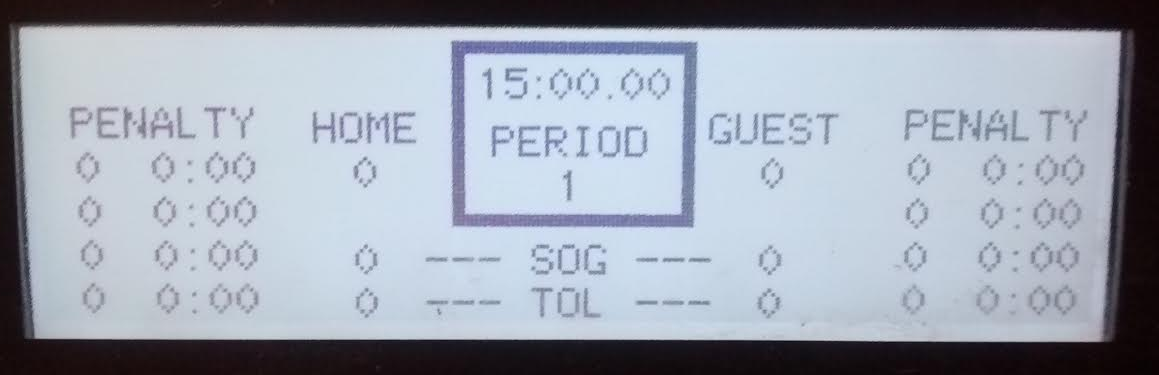 15:00.00
PENALTY HOME PERIOD GUEST PENALTY
0 0:00 0 1 0 0 0:00
0 0:00 0 0:00
0 0:00 0 --- SOG --- 0 0 0:00
0 0:00 0 --- TOL --- 0 0 0:00